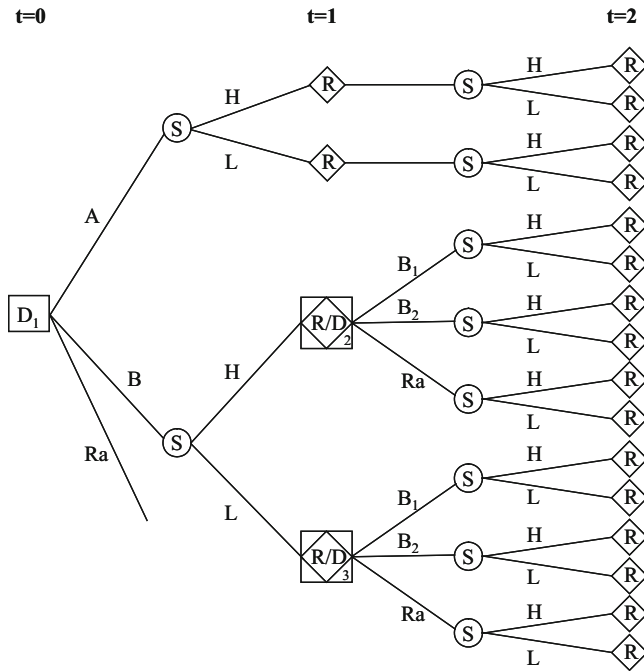 t=0 t=1 t=2
H R
H R S
S L R
A L R S H R
L R
H R
B₁ S L R
D₁ R/D₂ B₂ S H R
L R
B H Ra S H R
S L R
Ra H R
L B₁ S L R
R/D₃ B₂ S H R
L R
Ra S H R
L R